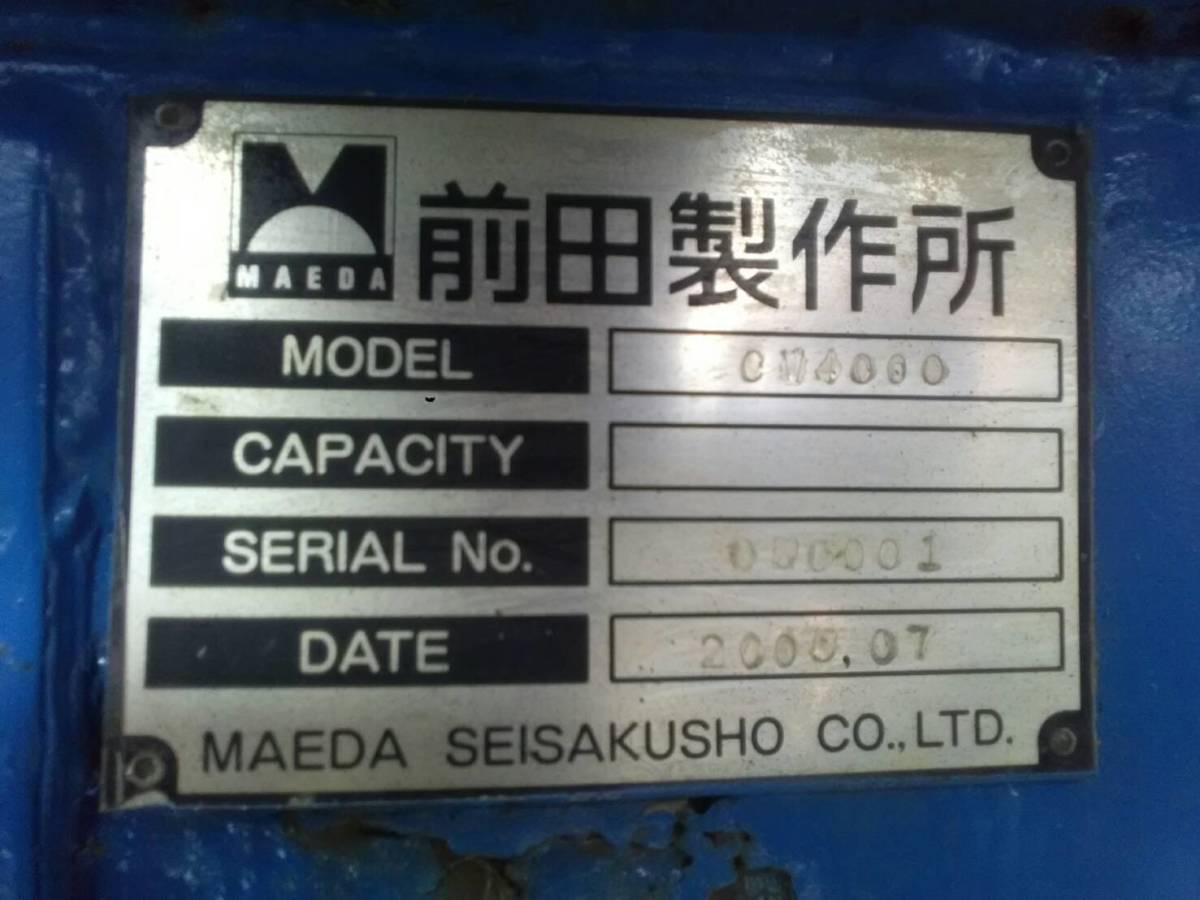 MAEDA
前田製作所
MODEL
CAPACITY
SERIAL No.
DATE
MAEDA SEISAKUSHO CO., LTD.